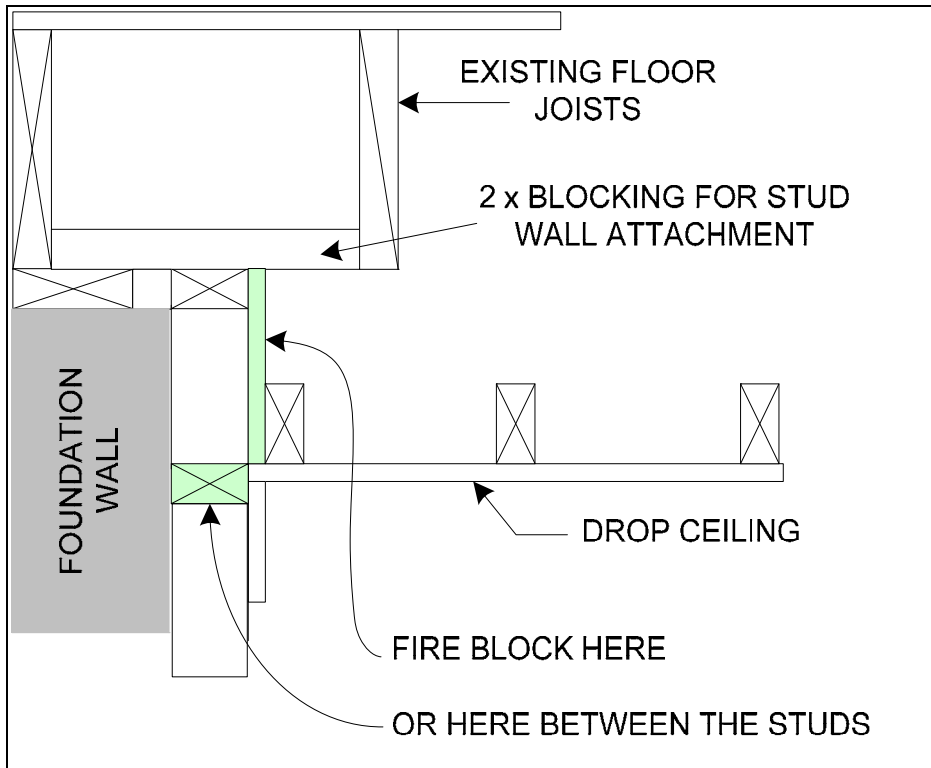 EXISTING FLOOR
JOISTS
2 x BLOCKING FOR STUD
WALL ATTACHMENT
FOUNDATION
WALL
DROP CEILING
FIRE BLOCK HERE
OR HERE BETWEEN THE STUDS